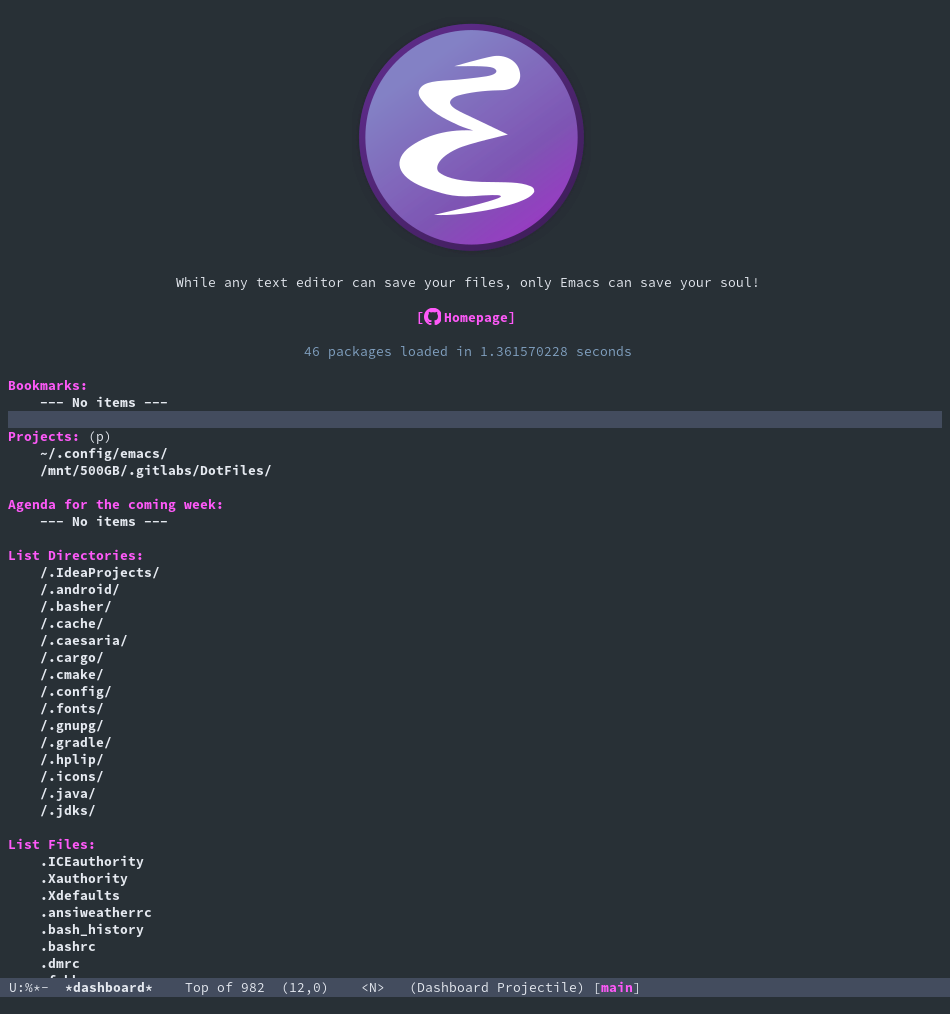 While any text editor can save your files, only Emacs can save your soul!
[Homepage]
46 packages loaded in 1.361570228 seconds
Bookmarks:
--- No items ---
Projects: (p)
~/.config/emacs/
/mnt/500GB/.gitlabs/DotFiles/
Agenda for the coming week:
--- No items ---
List Directories:
/.IdeaProjects/
/.android/
/.basher/
/.cache/
/.caesaria/
/.cargo/
/.cmake/
/.config/
/.fonts/
/.gnupg/
/.gradle/
/.hplip/
/.icons/
/.java/
/.jdks/
List Files:
.ICEauthority
.Xauthority
.Xdefaults
.ansiweatherrc
.bash_history
.bashrc
.dmrc
U:%*-  *dashboard*    Top of 982  (12,0)    <N>   (Dashboard Projectile) [main]